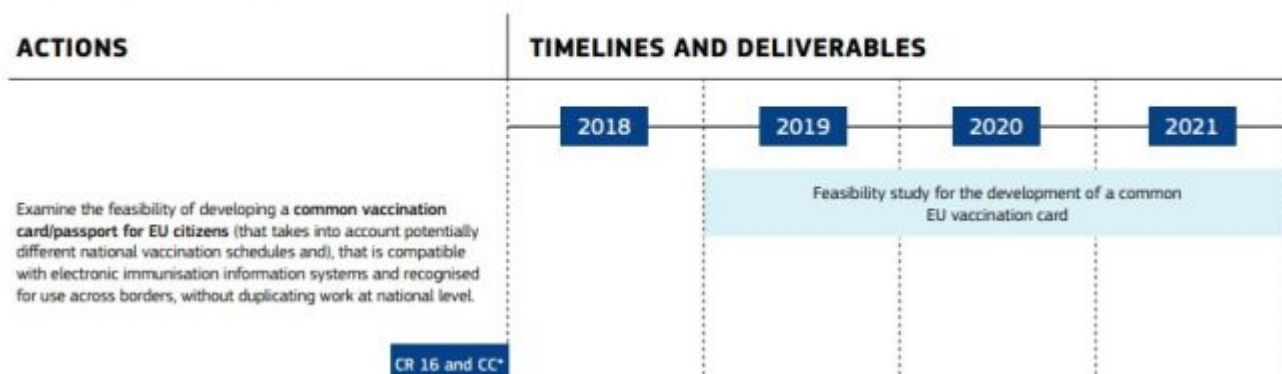 ACTIONS
TIMELINES AND DELIVERABLES
2018
2019
2020
2021
Examine the feasibility of developing a common vaccination
card/passport for EU citizens (that takes into account potentially
different national vaccination schedules and), that is compatible
with electronic immunisation information systems and recognised
for use across borders, without duplicating work at national level.
Feasibility study for the development of a common
EU vaccination card
CR 16 and CC*